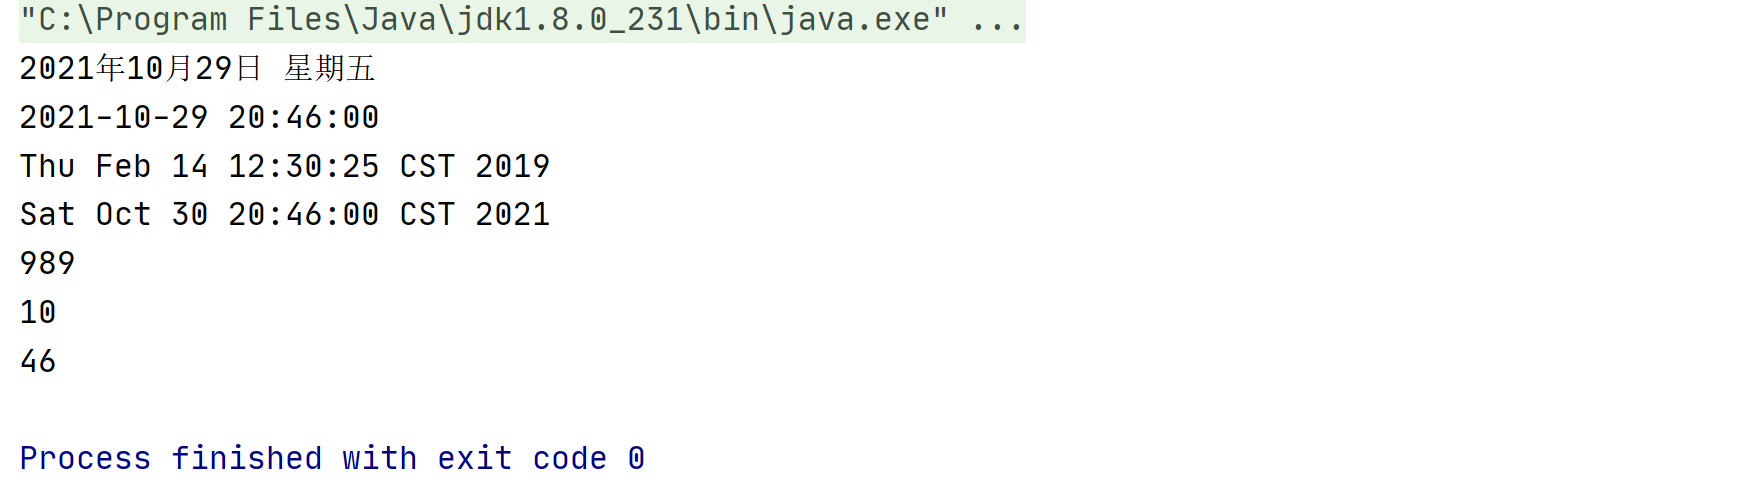 "C:\Program Files\Java\jdk1.8.0_231\bin\java.exe" ...
2021年10月29日 星期五
2021-10-29 20:46:00
Thu Feb 14 12:30:25 CST 2019
Sat Oct 30 20:46:00 CST 2021
989
10
46
Process finished with exit code 0